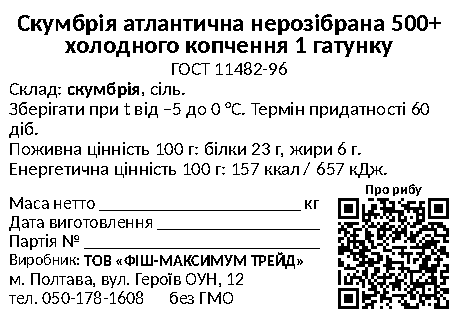 Скумбрія атлантична нерозібрана 500+
холодного копчення 1 гатунку
ГОСТ 11482-96
Склад: скумбрія, сіль.
Зберігати при t від –5 до 0 °С. Термін придатності 60
діб.
Поживна цінність 100 г: білки 23 г, жири 6 г.
Енергетична цінність 100 г: 157 ккал / 657 кДж.
Про рибу
Маса нетто ______________________ кг
Дата виготовлення _________________
Партія № _________________________
Виробник: ТОВ «ФІШ-МАКСИМУМ ТРЕЙД»
м. Полтава, вул. Героїв ОУН, 12
тел. 050-178-1608 без ГМО